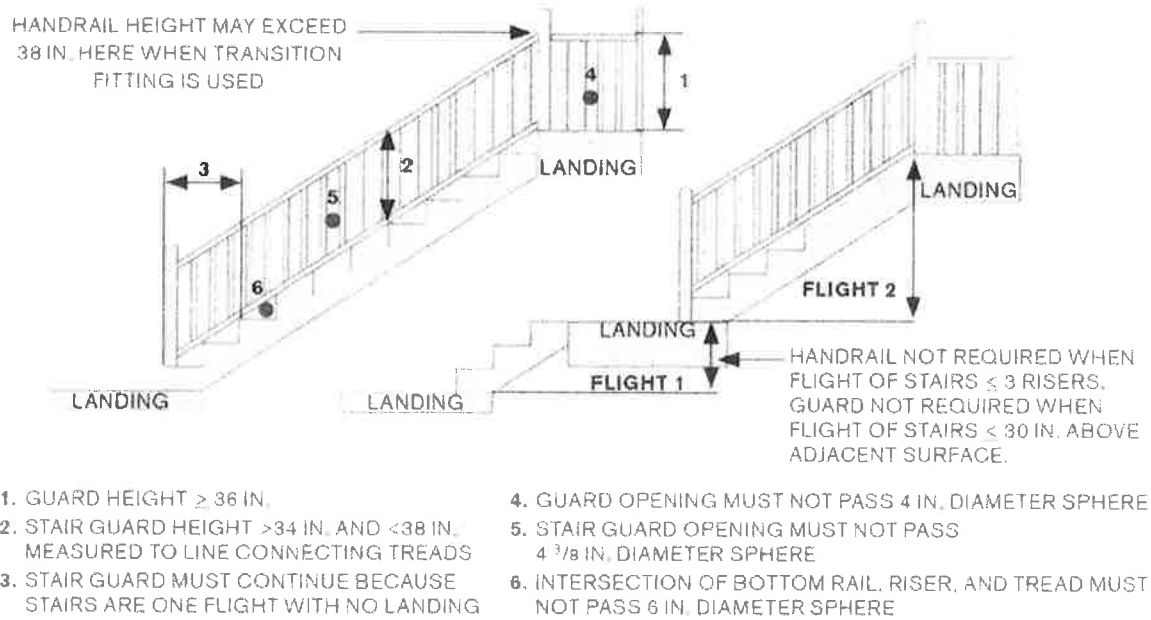 HANDRAIL HEIGHT MAY EXCEED
38 IN. HERE WHEN TRANSITION
FITTING IS USED
4
1
3
2
LANDING
5
LANDING
6
FLIGHT 2
LANDING
HANDRAIL NOT REQUIRED WHEN
FLIGHT OF STAIRS ≤ 3 RISERS.
GUARD NOT REQUIRED WHEN
FLIGHT OF STAIRS ≤ 30 IN. ABOVE
ADJACENT SURFACE.
FLIGHT 1
LANDING
LANDING
1. GUARD HEIGHT ≥ 36 IN.
2. STAIR GUARD HEIGHT >34 IN. AND <38 IN.
MEASURED TO LINE CONNECTING TREADS
3. STAIR GUARD MUST CONTINUE BECAUSE
STAIRS ARE ONE FLIGHT WITH NO LANDING
4. GUARD OPENING MUST NOT PASS 4 IN. DIAMETER SPHERE
5. STAIR GUARD OPENING MUST NOT PASS
4 3/8 IN. DIAMETER SPHERE
6. INTERSECTION OF BOTTOM RAIL, RISER, AND TREAD MUST
NOT PASS 6 IN. DIAMETER SPHERE